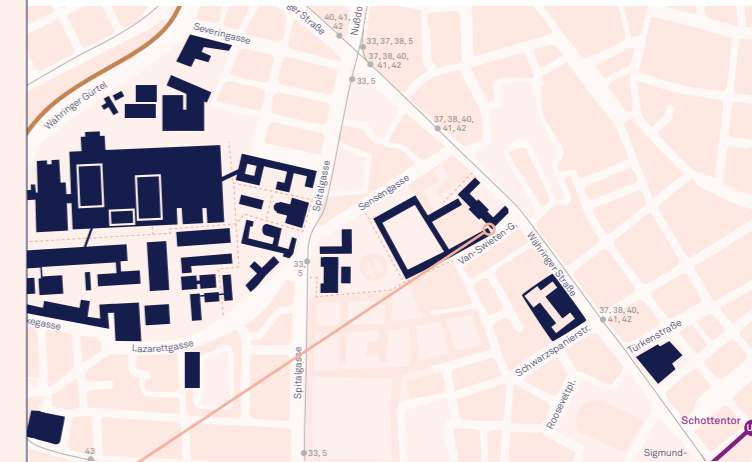 ger Straße
Nußdo
40, 41,
42
Severingasse
33, 37, 38, 5
37, 38, 40,
41, 42
33, 5
Währinger Gürtel
37, 38, 40,
41, 42
Spitalgasse
Sensengasse
Van-Swieten-G.
Währinger Straße
33,
5
37, 38, 40,
41, 42
kegasse
Lazarettgasse
Schwarzspanierstr.
Türkenstraße
Spitalgasse
Rooseveltpl.
Schottentor
U
43
33, 5
Sigmund-